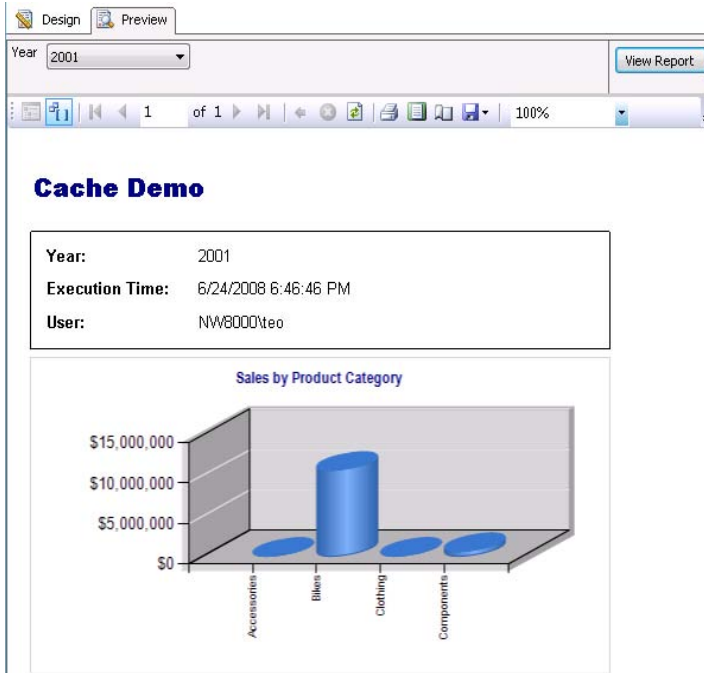 Design Preview
Year 2001 View Report
1 of 1 100%
Cache Demo
Year: 2001
Execution Time: 6/24/2008 6:46:46 PM
User: NW8000\teo
Sales by Product Category
$15,000,000
$10,000,000
$5,000,000
$0
Accessories
Bikes
Clothing
Components